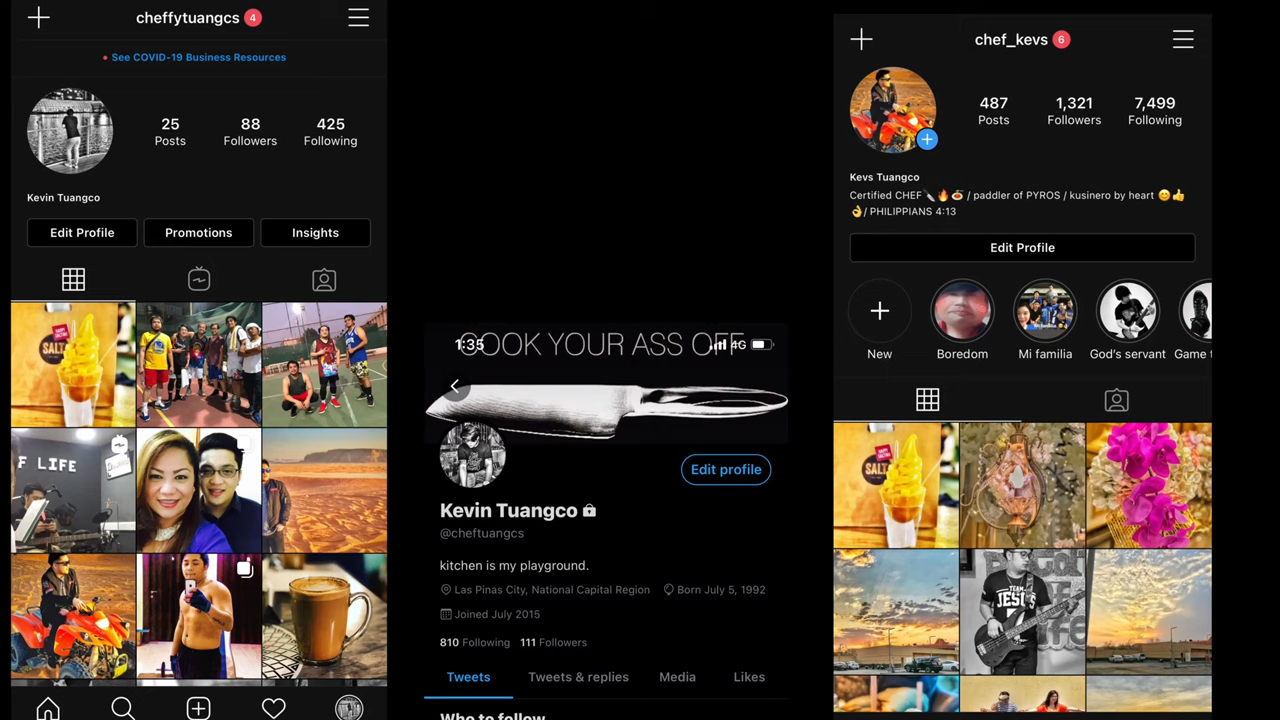 cheffytuangcs 4
See COVID-19 Business Resources
25 88 425
Posts Followers Following
Kevin Tuangco
Edit Profile Promotions Insights
SALT
F LIFE
COOK YOUR ASS OFF
1:35 4G
Edit profile
Kevin Tuangco
@cheftuangcs
kitchen is my playground.
Las Pinas City, National Capital Region Born July 5, 1992
Joined July 2015
810 Following 111 Followers
Tweets Tweets & replies Media Likes
Who to follow
chef_kevs 6
487 1,321 7,499
Posts Followers Following
Kevs Tuangco
Certified CHEF🔪🔥🍝 / paddler of PYROS / kusinero by heart 😊👍
👌/ PHILIPPIANS 4:13
Edit Profile
New Boredom Mi familia God's servant Game
SALT
TEAM
JESUS